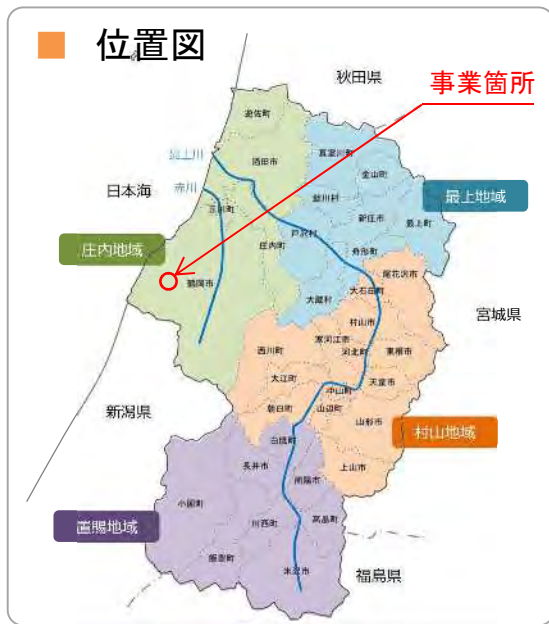 位置図
秋田県
事業箇所
遊佐町
最上川
酒田市
真室川町
金山町
日本海
赤川
三川町
鮭川村
最上地域
新庄市
最上町
庄内地域
庄内町
戸沢村
舟形町
鶴岡市
尾花沢市
大石田町
大蔵村
宮城県
村山市
西川町
寒河江市
河北町
東根市
大江町
天童市
中山町
新潟県
朝日町
山辺町
山形市
村山地域
白鷹町
長井市
上山市
南陽市
小国町
置賜地域
川西町
高畠町
飯豊町
米沢市
福島県